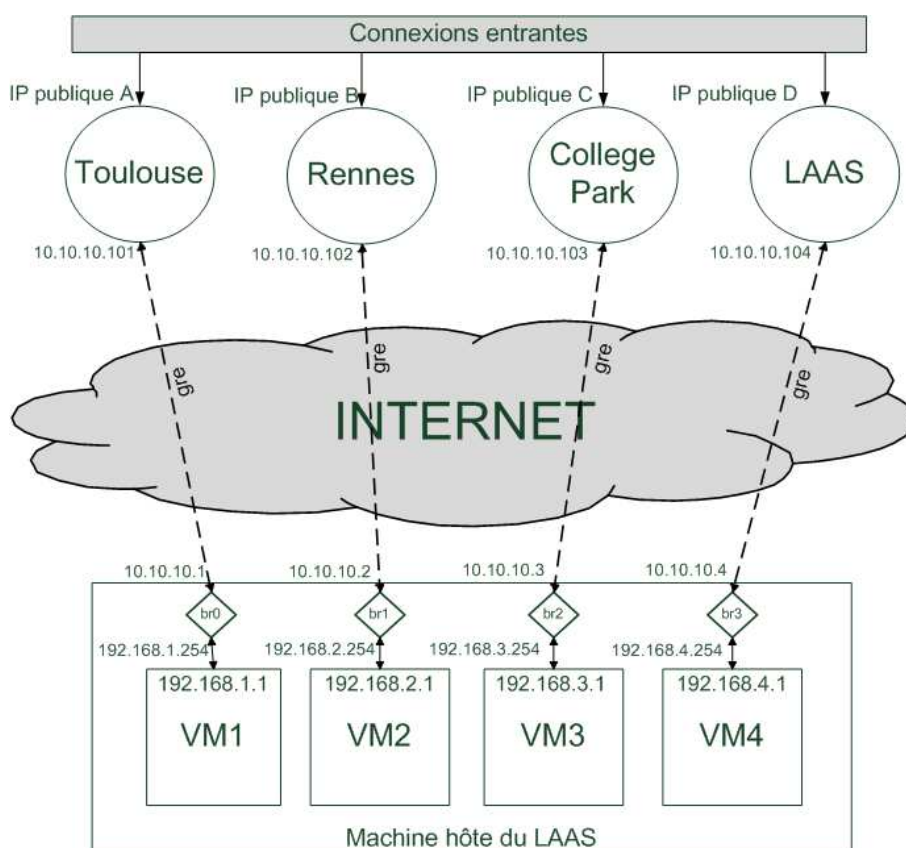 Connexions entrantes
IP publique A
IP publique B
IP publique C
IP publique D
Toulouse
Rennes
College
Park
LAAS
10.10.10.101
10.10.10.102
10.10.10.103
10.10.10.104
gre
gre
gre
gre
INTERNET
10.10.10.1
10.10.10.2
10.10.10.3
10.10.10.4
br0
br1
br2
br3
192.168.1.254
192.168.2.254
192.168.3.254
192.168.4.254
192.168.1.1
192.168.2.1
192.168.3.1
192.168.4.1
VM1
VM2
VM3
VM4
Machine hôte du LAAS